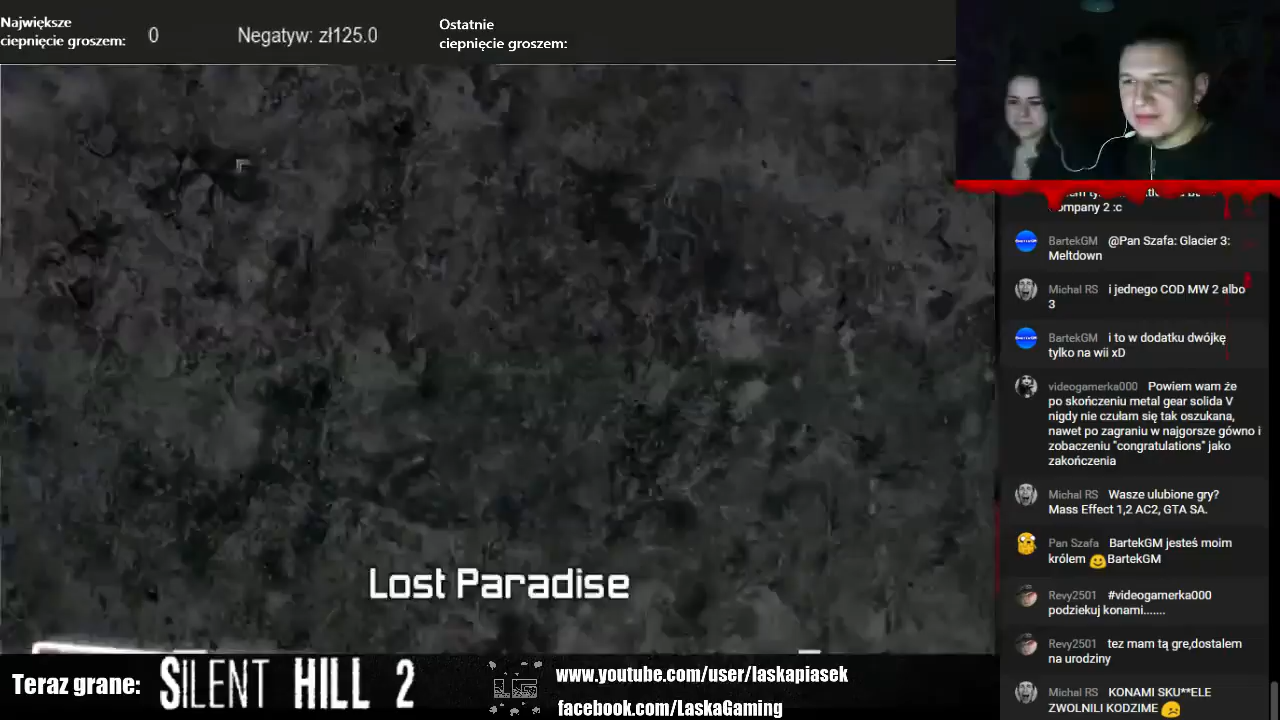 Największe
ciepnięcie groszem:
0
Negatyw: zł125.0
Ostatnie
ciepnięcie groszem:
ompany 2 :c
BartekGM @Pan Szafa: Glacier 3:
Meltdown
Michal RS i jednego COD MW 2 albo
3
BartekGM i to w dodatku dwójkę
tylko na wii xD
videogamerka000 Powiem wam że
po skończeniu metal gear solida V
nigdy nie czułam się tak oszukana,
nawet po zagraniu w najgorsze gówno i
zobaczeniu "congratulations" jako
zakończenia
Michal RS Wasze ulubione gry?
Mass Effect 1,2 AC2, GTA SA.
Pan Szafa BartekGM jesteś moim
królem BartekGM
Revy2501 #videogamerka000
podziekuj konami.......
Revy2501 tez mam tą gre,dostalem
na urodziny
Michal RS KONAMI SKU**ELE
ZWOLNILI KODZIME
Lost Paradise
Teraz grane:
SILENT HILL 2
LG
www.youtube.com/user/laskapiasek
facebook.com/LaskaGaming